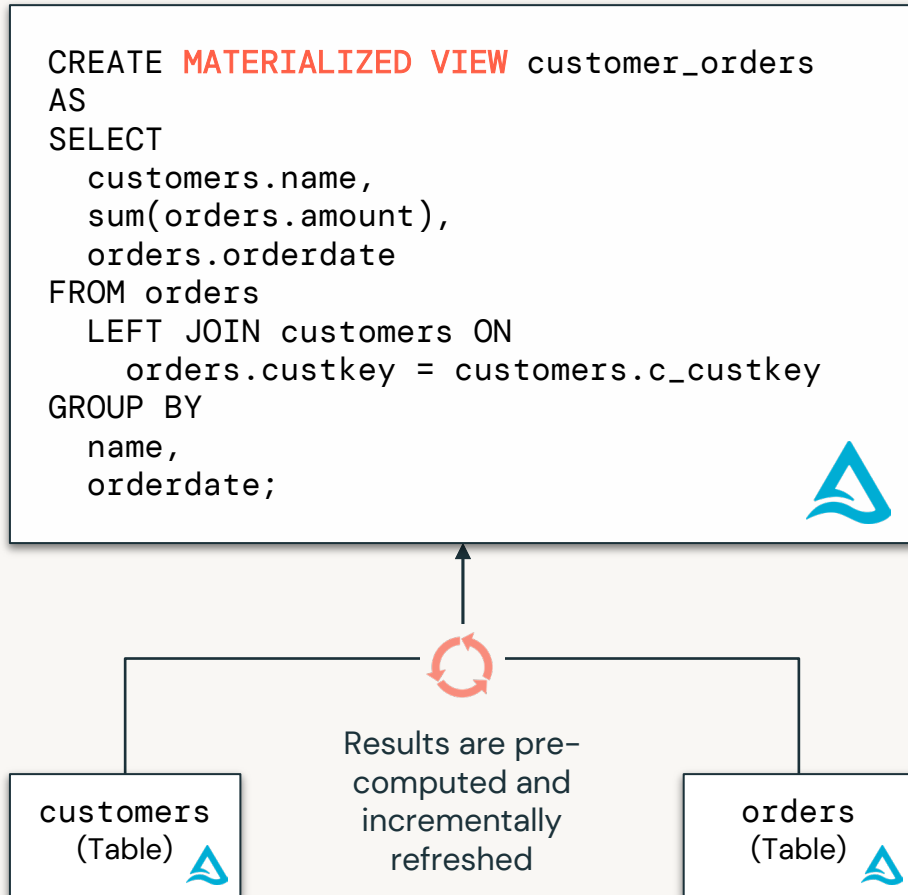 CREATE MATERIALIZED VIEW customer_orders
AS
SELECT
customers.name,
sum(orders.amount),
orders.orderdate
FROM orders
LEFT JOIN customers ON
orders.custkey = customers.c_custkey
GROUP BY
name,
orderdate;
Results are pre-
computed and
incrementally
refreshed
customers
(Table)
orders
(Table)